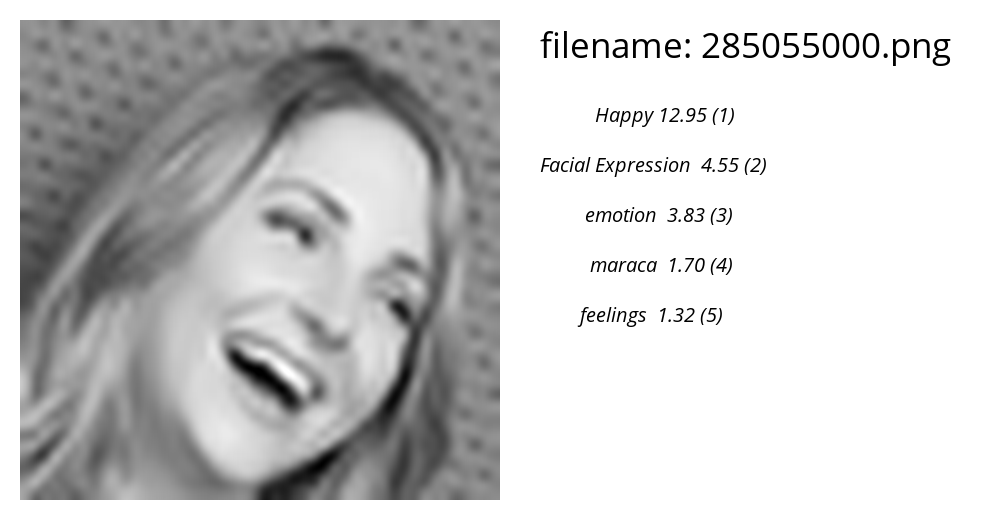 filename: 285055000.png
Happy 12.95 (1)
Facial Expression  4.55 (2)
emotion  3.83 (3)
maraca  1.70 (4)
feelings  1.32 (5)